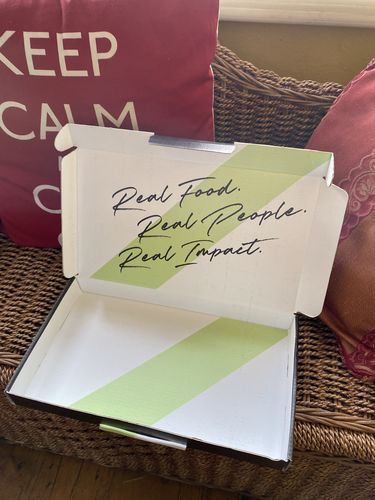 KEEP
CALM
Real Food.
Real People.
Real Impact.